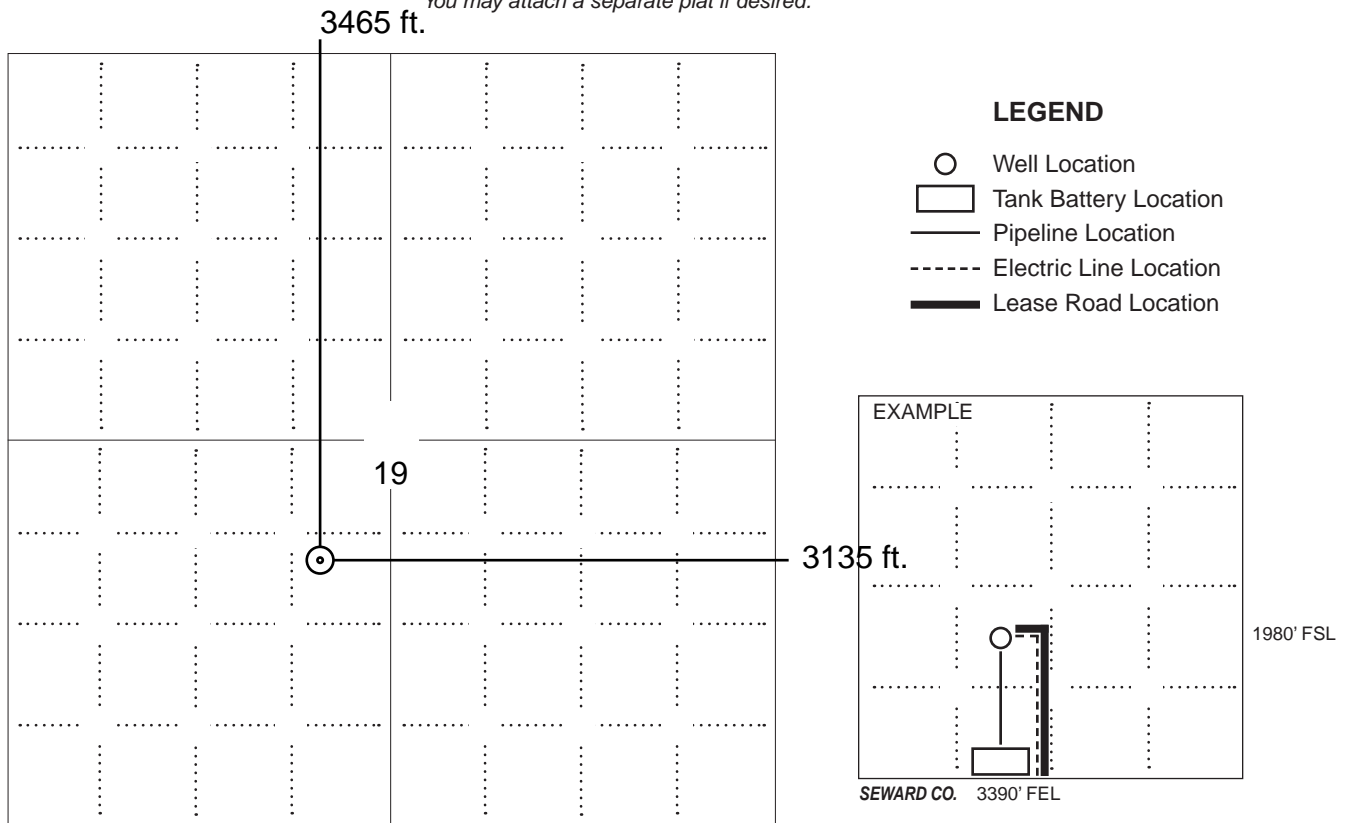 You may attach a separate plat if desired.
3465 ft.
LEGEND
Well Location
Tank Battery Location
Pipeline Location
Electric Line Location
Lease Road Location
EXAMPLE
19
3135 ft.
1980' FSL
SEWARD CO. 3390' FEL